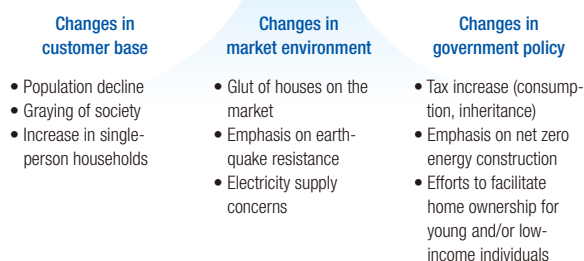 Changes in
customer base
• Population decline
• Graying of society
• Increase in single-
person households
Changes in
market environment
• Glut of houses on the
market
• Emphasis on earth-
quake resistance
• Electricity supply
concerns
Changes in
government policy
• Tax increase (consump-
tion, inheritance)
• Emphasis on net zero
energy construction
• Efforts to facilitate
home ownership for
young and/or low-
income individuals